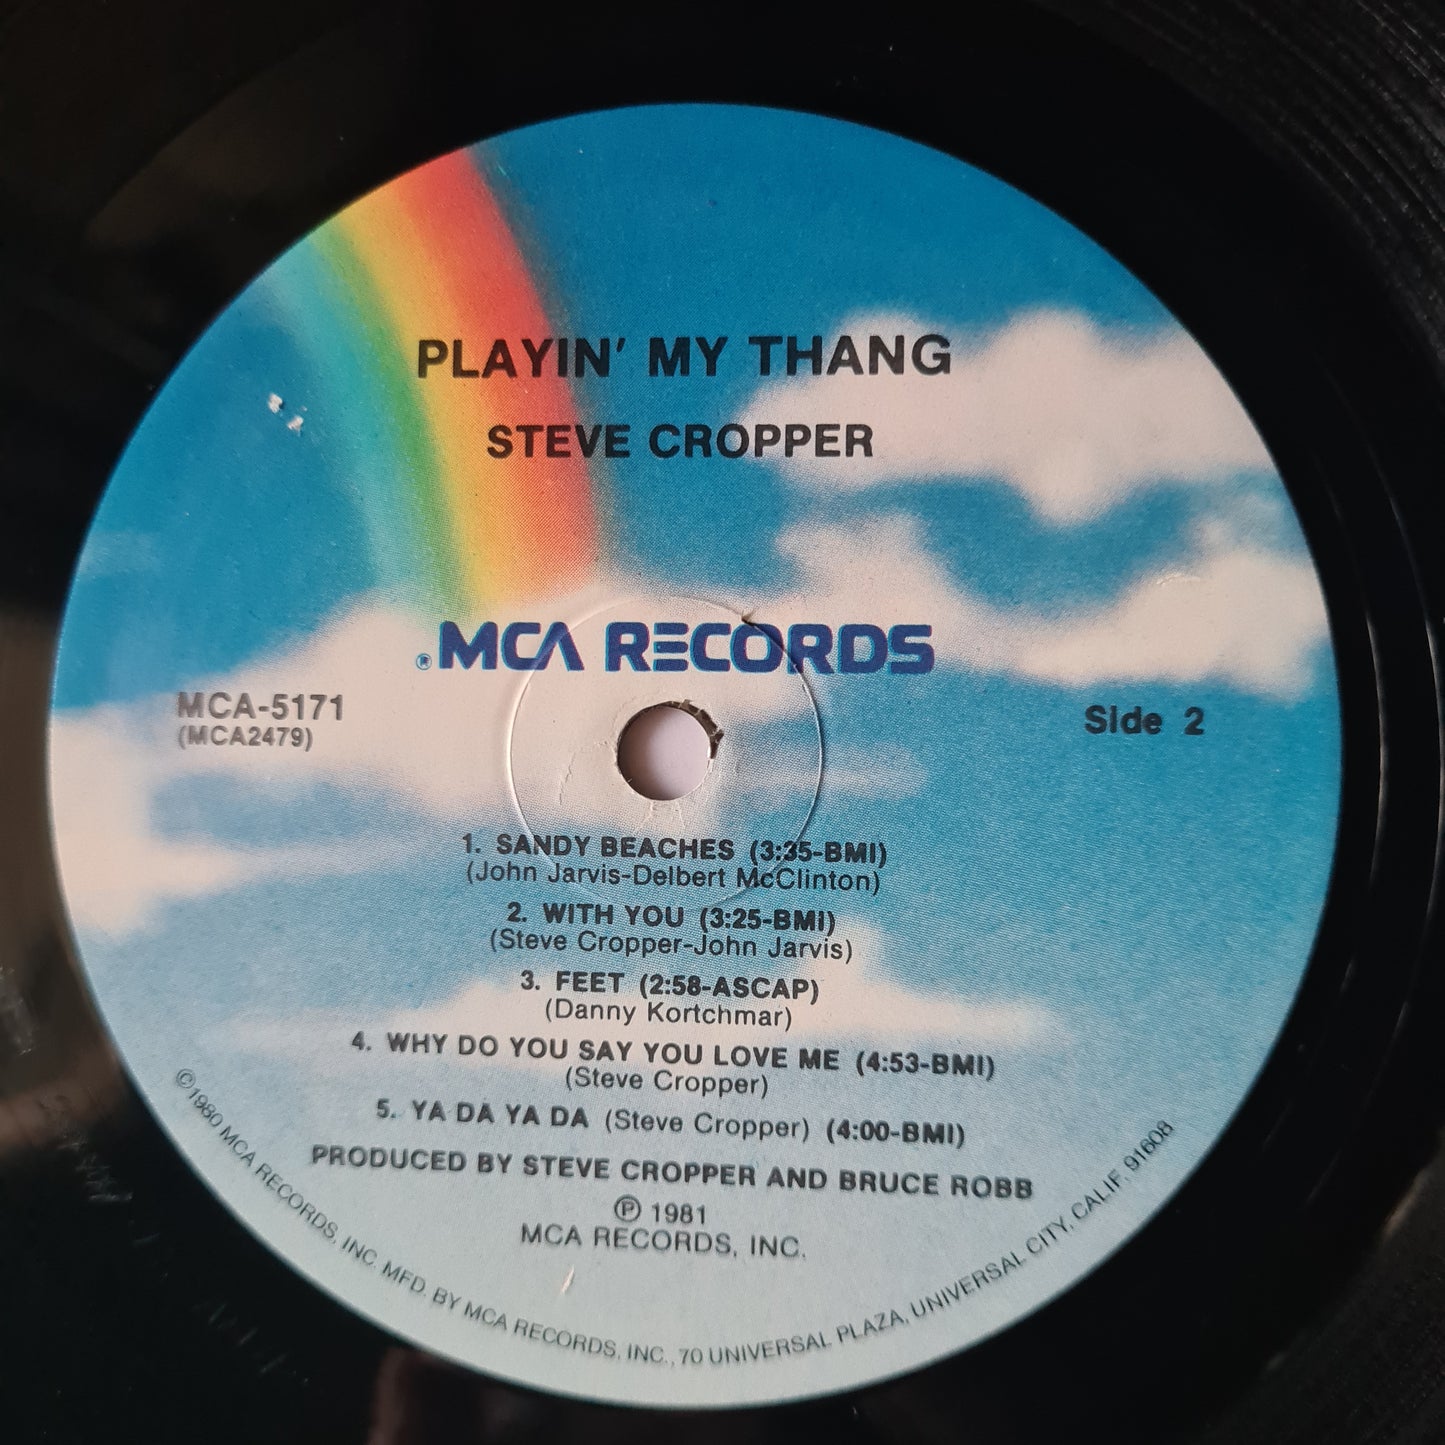 PLAYIN' MY THANG
STEVE CROPPER
® MCA RECORDS
MCA-5171
(MCA2479)
Side 2
1. SANDY BEACHES (3:35-BMI)
(John Jarvis-Delbert McClinton)
2. WITH YOU (3:25-BMI)
(Steve Cropper-John Jarvis)
3. FEET (2:58-ASCAP)
(Danny Kortchmar)
4. WHY DO YOU SAY YOU LOVE ME (4:53-BMI)
(Steve Cropper)
5. YA DA YA DA (Steve Cropper) (4:00-BMI)
PRODUCED BY STEVE CROPPER AND BRUCE ROBB
℗ 1981
MCA RECORDS, INC.
©1980 MCA RECORDS, INC. MFD. BY MCA RECORDS, INC., 70 UNIVERSAL PLAZA, UNIVERSAL CITY, CALIF. 91608